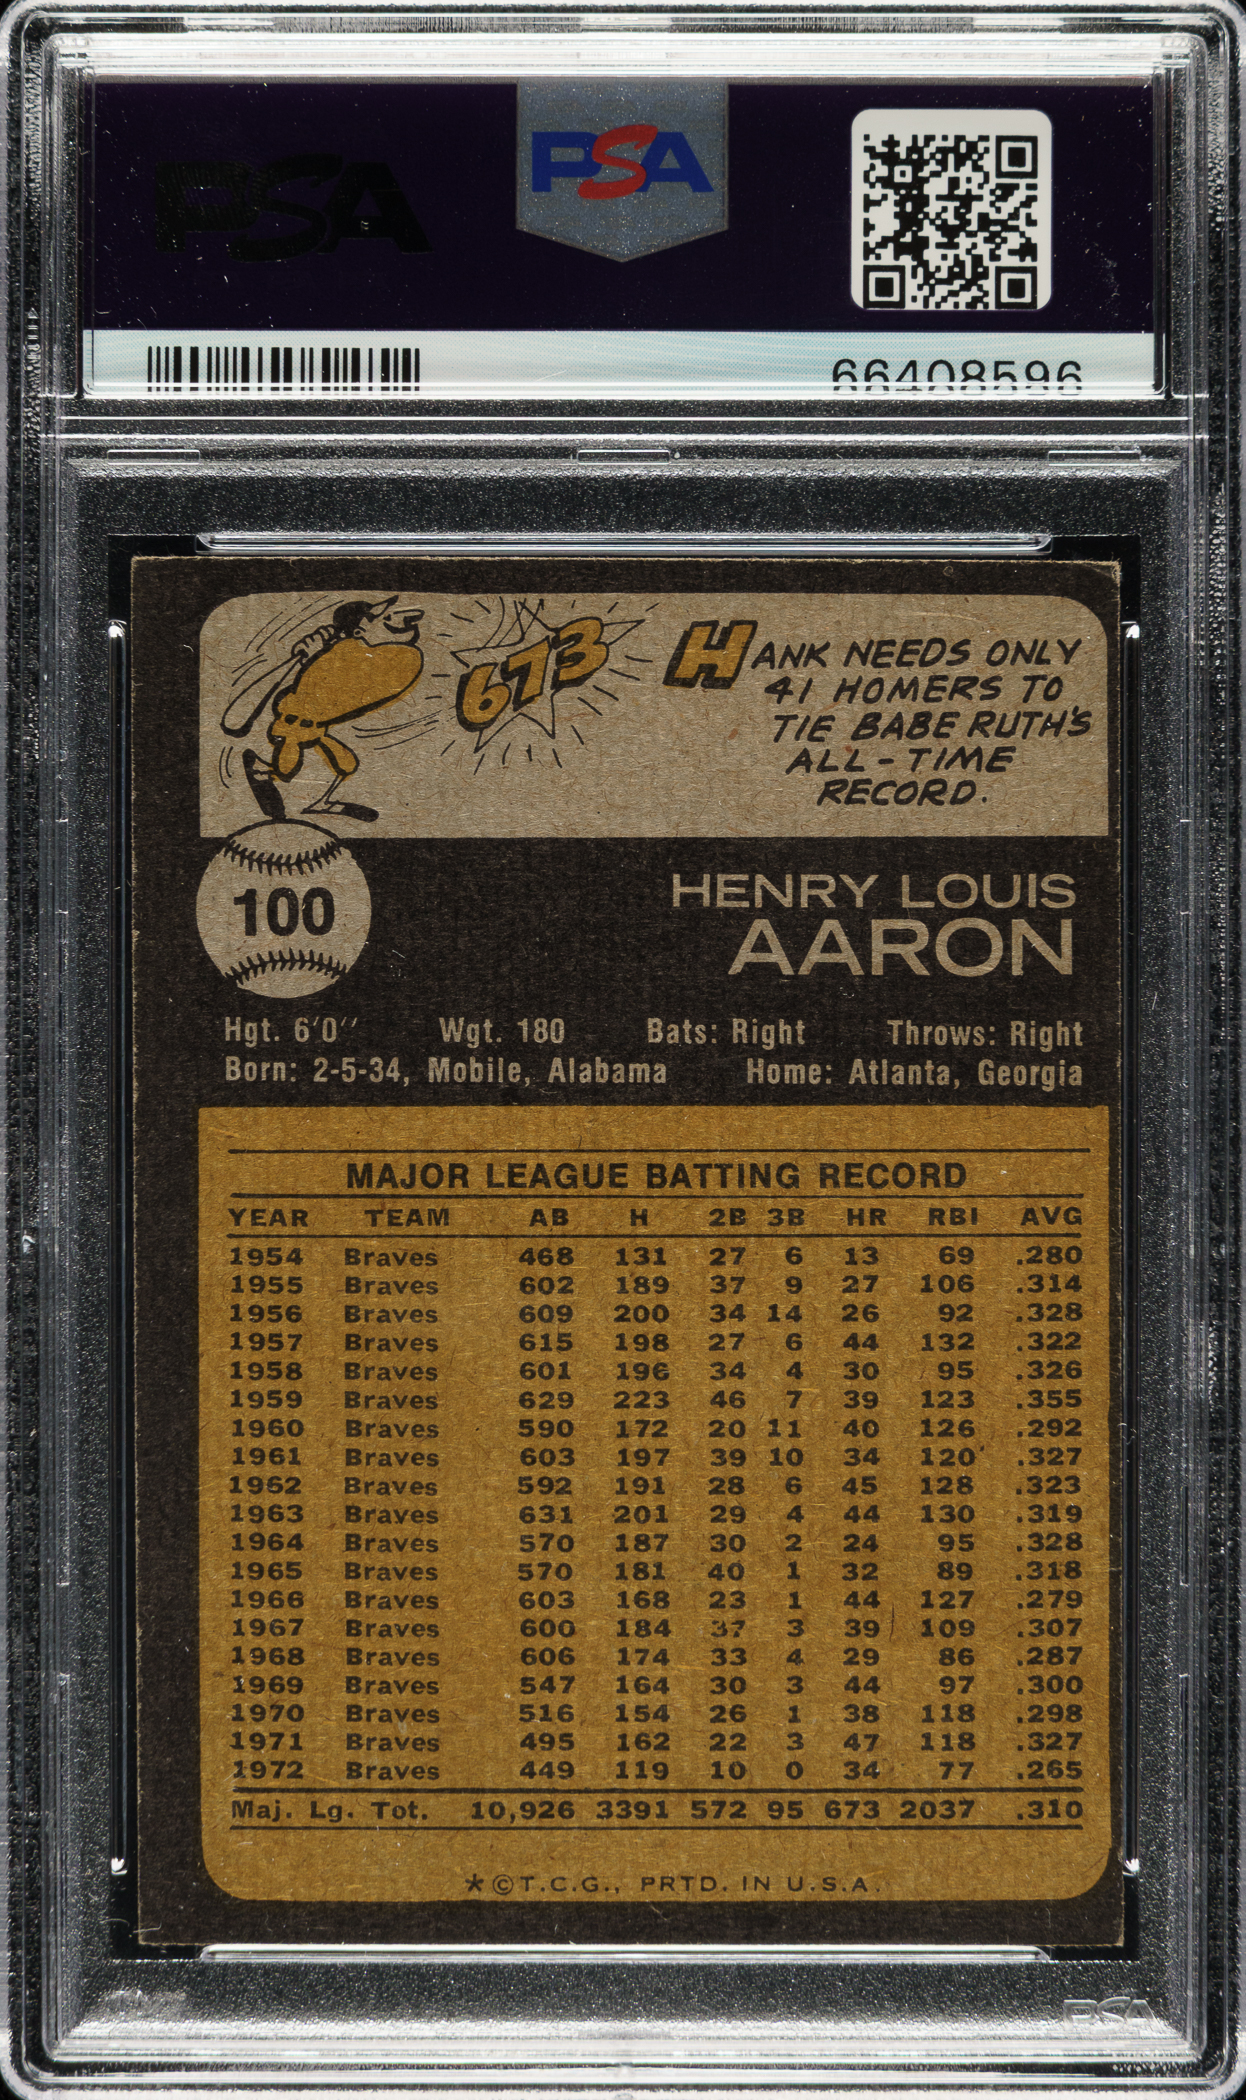 PSA
PSA
66408596
673
HANK NEEDS ONLY
41 HOMERS TO
TIE BABE RUTH'S
ALL-TIME
RECORD.
100
HENRY LOUIS
AARON
Hgt. 6'0" Wgt. 180 Bats: Right Throws: Right
Born: 2-5-34, Mobile, Alabama Home: Atlanta, Georgia
MAJOR LEAGUE BATTING RECORD
YEAR TEAM AB H 2B 3B HR RBI AVG
1954 Braves 468 131 27 6 13 69 .280
1955 Braves 602 189 37 9 27 106 .314
1956 Braves 609 200 34 14 26 92 .328
1957 Braves 615 198 27 6 44 132 .322
1958 Braves 601 196 34 4 30 95 .326
1959 Braves 629 223 46 7 39 123 .355
1960 Braves 590 172 20 11 40 126 .292
1961 Braves 603 197 39 10 34 120 .327
1962 Braves 592 191 28 6 45 128 .323
1963 Braves 631 201 29 4 44 130 .319
1964 Braves 570 187 30 2 24 95 .328
1965 Braves 570 181 40 1 32 89 .318
1966 Braves 603 168 23 1 44 127 .279
1967 Braves 600 184 37 3 39 109 .307
1968 Braves 606 174 33 4 29 86 .287
1969 Braves 547 164 30 3 44 97 .300
1970 Braves 516 154 26 1 38 118 .298
1971 Braves 495 162 22 3 47 118 .327
1972 Braves 449 119 10 0 34 77 .265
Maj. Lg. Tot. 10,926 3391 572 95 673 2037 .310
*©T.C.G., PRTD. IN U.S.A.
PSA